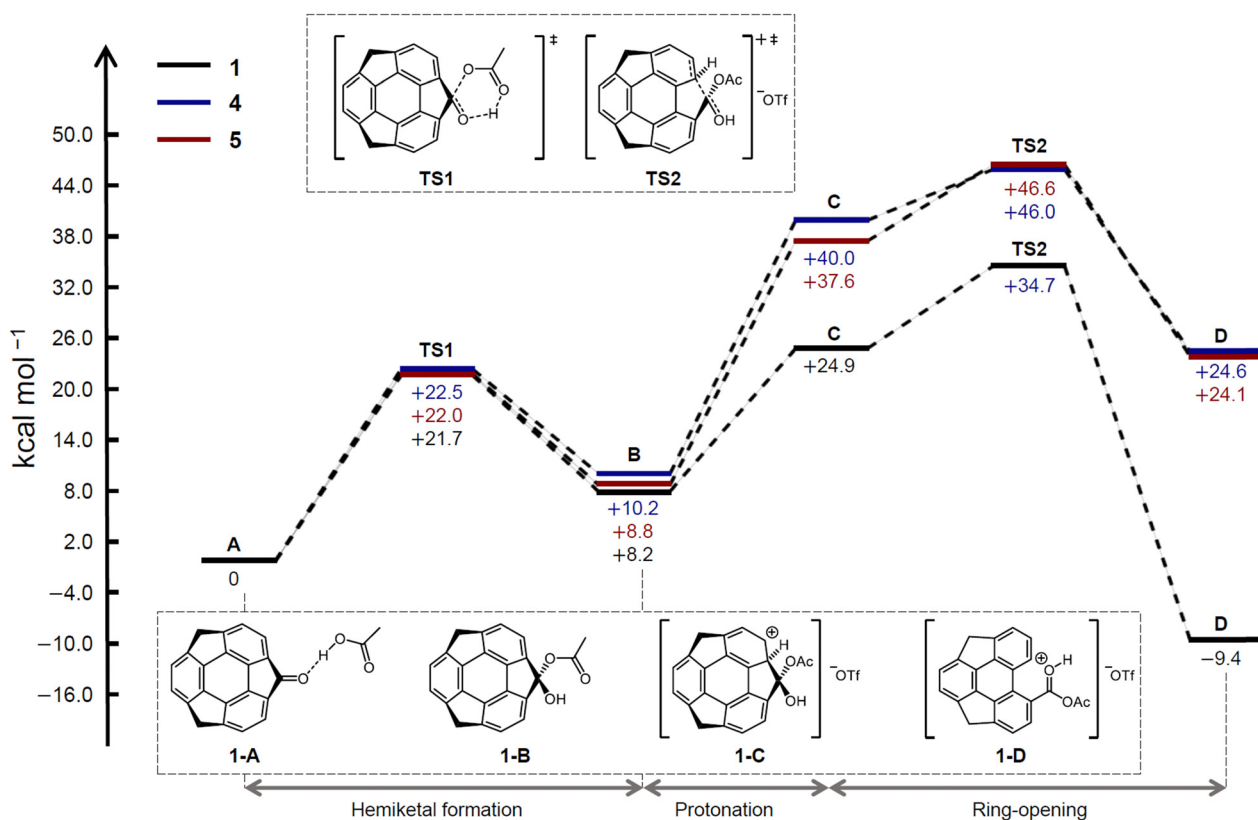 1
4
5
kcal mol⁻¹
50.0
44.0
38.0
32.0
26.0
20.0
14.0
8.0
2.0
−4.0
−10.0
−16.0
‡
O
O
O
H
TS1
+‡
H
OAc
OH
⁻OTf
TS2
A
0
TS1
+22.5
+22.0
+21.7
B
+10.2
+8.8
+8.2
C
+40.0
+37.6
C
+24.9
TS2
+46.6
+46.0
TS2
+34.7
D
+24.6
+24.1
D
−9.4
O
H
O
O
1-A
O
O
OH
1-B
⊕
H
OAc
OH
⁻OTf
1-C
⊕
O
H
OAc
⁻OTf
1-D
Hemiketal formation
Protonation
Ring-opening